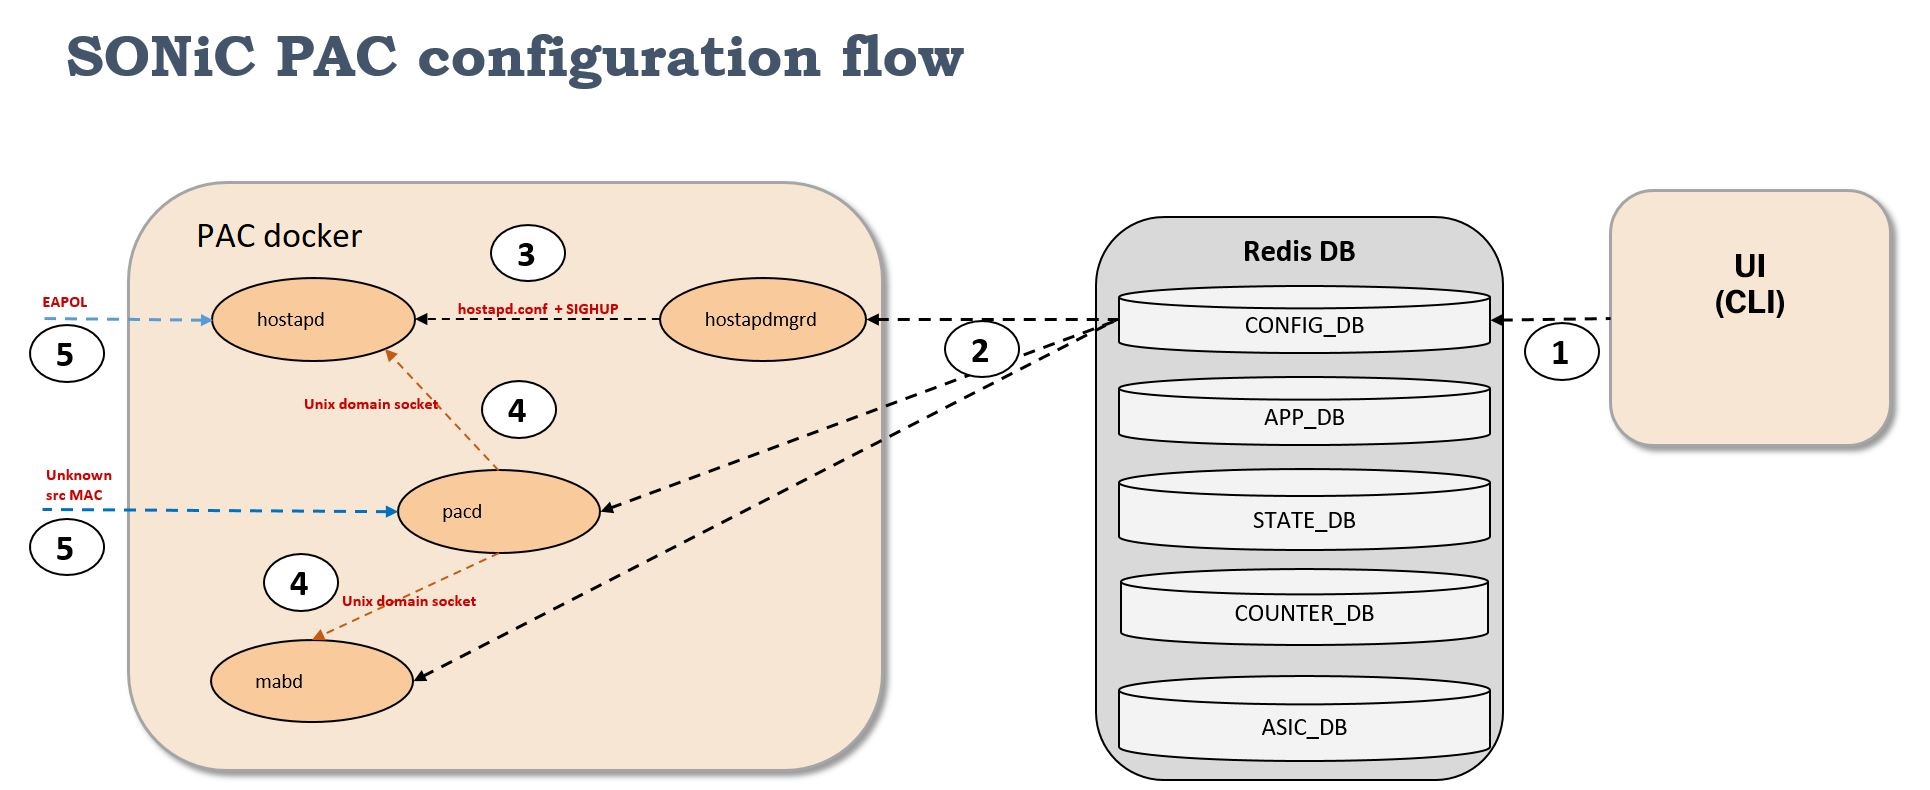 SONiC PAC configuration flow
PAC docker
3
EAPOL
hostapd
hostapd.conf + SIGHUP
hostapdmgrd
5
Unix domain socket
4
Unknown
src MAC
pacd
5
4
Unix domain socket
mabd
2
Redis DB
CONFIG_DB
APP_DB
STATE_DB
COUNTER_DB
ASIC_DB
1
UI
(CLI)